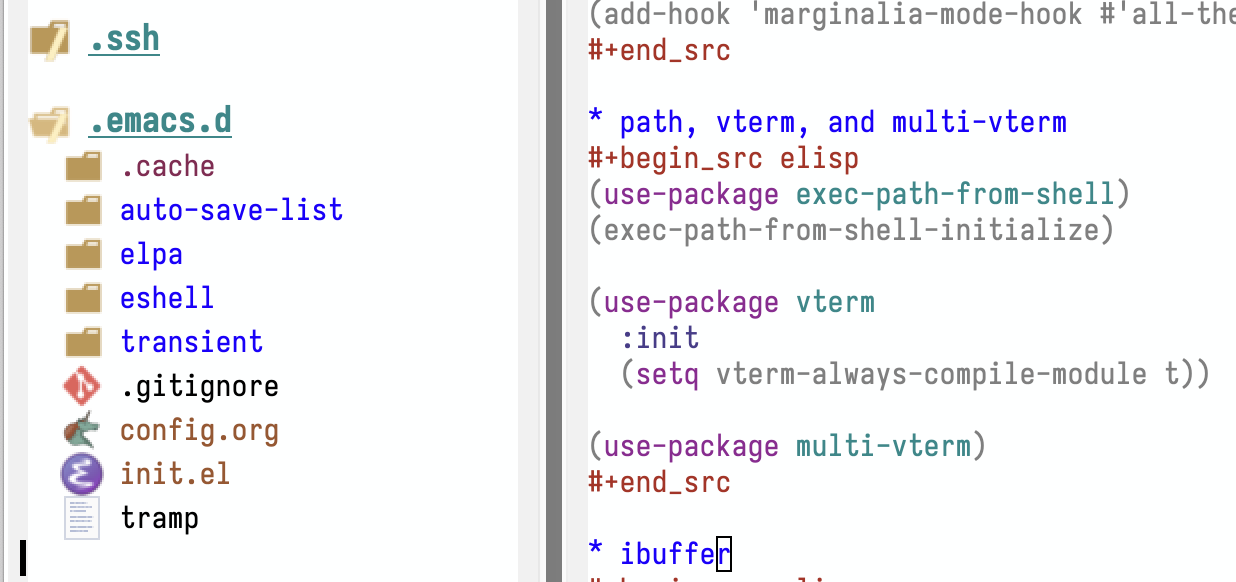 .ssh
.emacs.d
.cache
auto-save-list
elpa
eshell
transient
.gitignore
config.org
init.el
tramp
(add-hook 'marginalia-mode-hook #'all-the
#+end_src
* path, vterm, and multi-vterm
#+begin_src elisp
(use-package exec-path-from-shell)
(exec-path-from-shell-initialize)
(use-package vterm
:init
(setq vterm-always-compile-module t))
(use-package multi-vterm)
#+end_src
* ibuffer